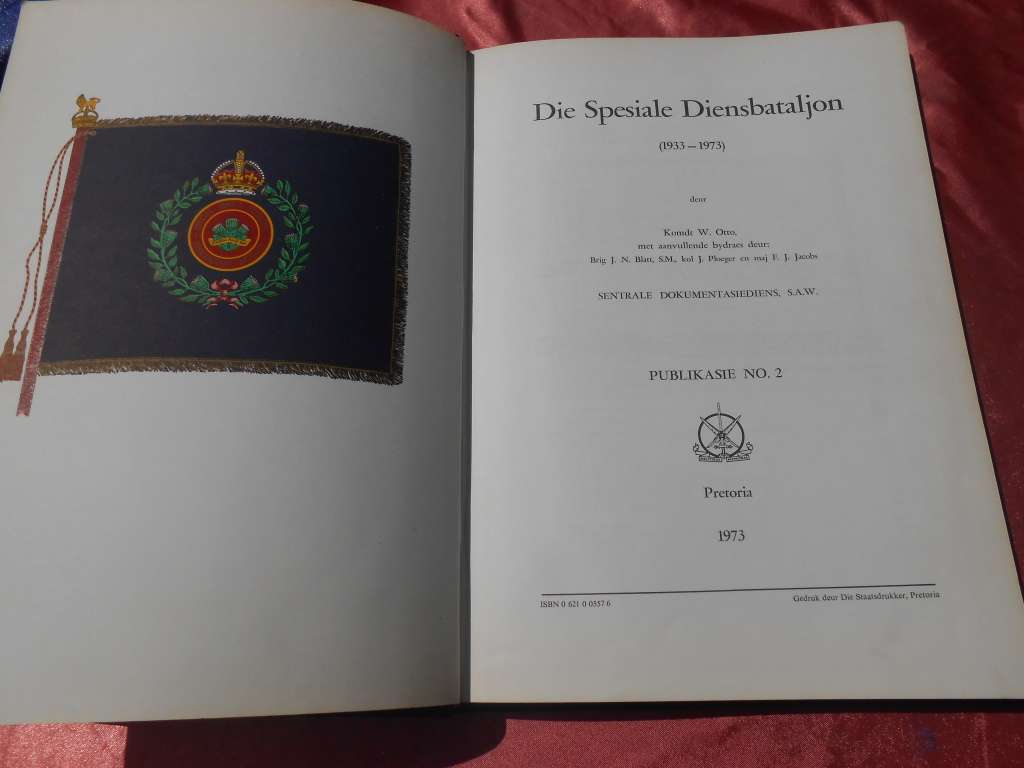 Die Spesiale Diensbataljon
(1933 — 1973)
deur
Komdt W. Otto,
met aanvullende bydraes deur:
Brig J. N. Blatt, S.M., kol J. Ploeger en maj F. J. Jacobs
SENTRALE DOKUMENTASIEDIENS, S.A.W.
PUBLIKASIE NO. 2
Pretoria
1973
ISBN 0 621 0 0557 6
Gedruk deur Die Staatsdrukker, Pretoria